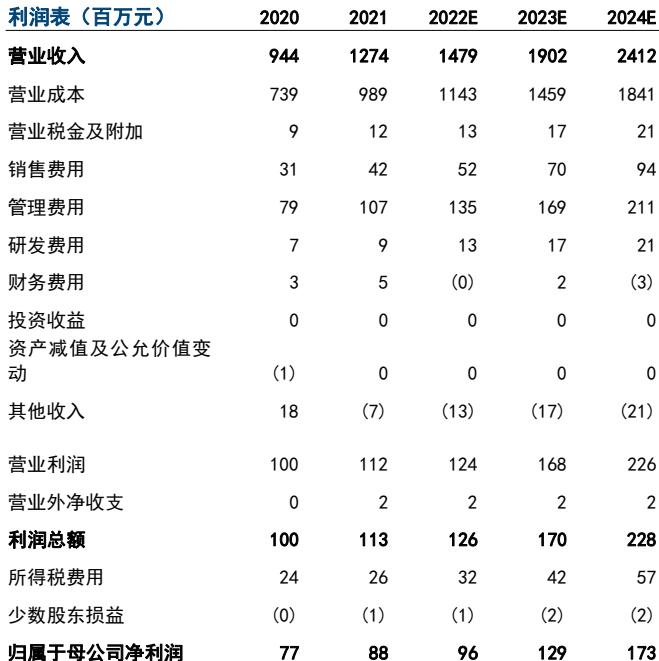 利润表（百万元） 2020 2021 2022E 2023E 2024E
营业收入 944 1274 1479 1902 2412
营业成本 739 989 1143 1459 1841
营业税金及附加 9 12 13 17 21
销售费用 31 42 52 70 94
管理费用 79 107 135 169 211
研发费用 7 9 13 17 21
财务费用 3 5 (0) 2 (3)
投资收益 0 0 0 0 0
资产减值及公允价值变
动 (1) 0 0 0 0
其他收入 18 (7) (13) (17) (21)
营业利润 100 112 124 168 226
营业外净收支 0 2 2 2 2
利润总额 100 113 126 170 228
所得税费用 24 26 32 42 57
少数股东损益 (0) (1) (1) (2) (2)
归属于母公司净利润 77 88 96 129 173